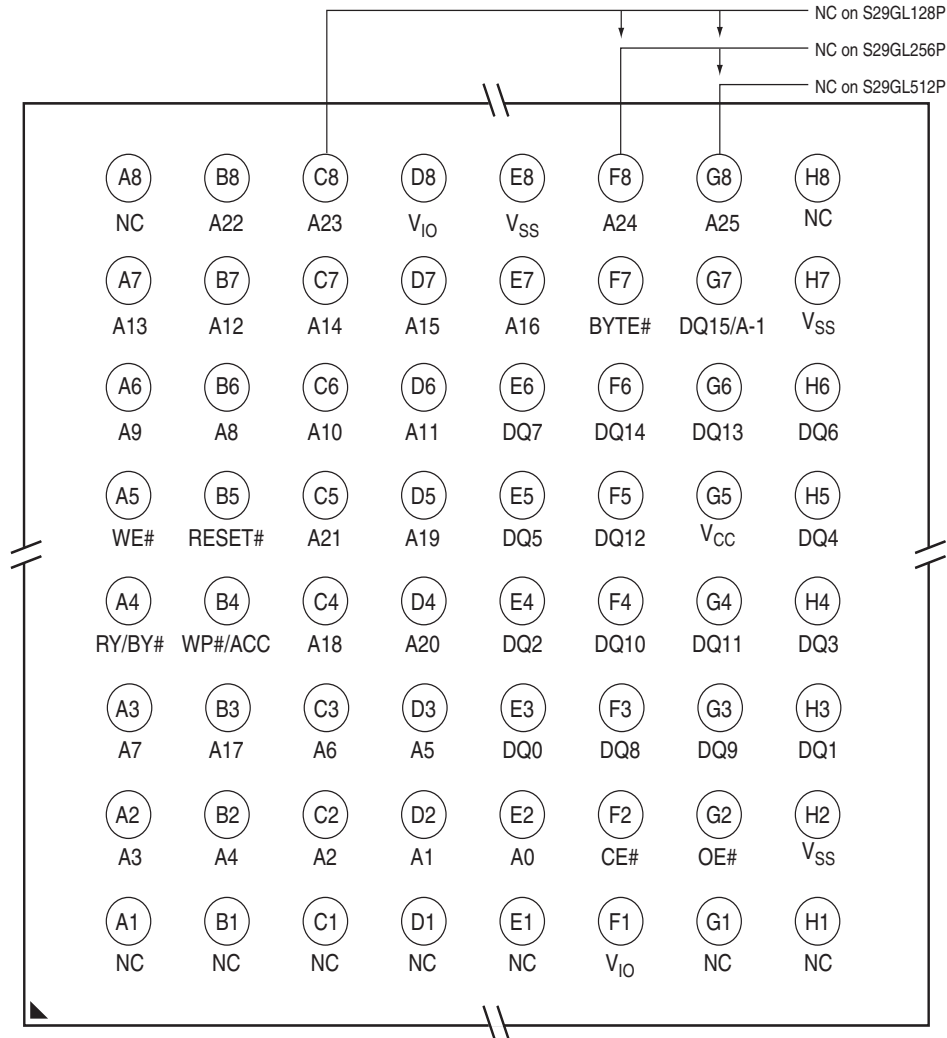 NC on S29GL128P
NC on S29GL256P
NC on S29GL512P
A8 B8 C8 D8 E8 F8 G8 H8
NC A22 A23 VIO VSS A24 A25 NC
A7 B7 C7 D7 E7 F7 G7 H7
A13 A12 A14 A15 A16 BYTE# DQ15/A-1 VSS
A6 B6 C6 D6 E6 F6 G6 H6
A9 A8 A10 A11 DQ7 DQ14 DQ13 DQ6
A5 B5 C5 D5 E5 F5 G5 H5
WE# RESET# A21 A19 DQ5 DQ12 VCC DQ4
A4 B4 C4 D4 E4 F4 G4 H4
RY/BY# WP#/ACC A18 A20 DQ2 DQ10 DQ11 DQ3
A3 B3 C3 D3 E3 F3 G3 H3
A7 A17 A6 A5 DQ0 DQ8 DQ9 DQ1
A2 B2 C2 D2 E2 F2 G2 H2
A3 A4 A2 A1 A0 CE# OE# VSS
A1 B1 C1 D1 E1 F1 G1 H1
NC NC NC NC NC VIO NC NC